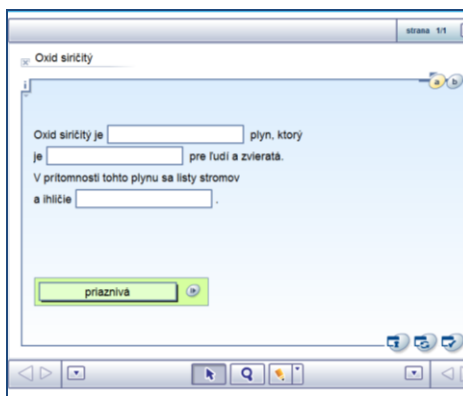 strana 1/1
Oxid siričitý
i
a b
Oxid siričitý je plyn, ktorý
je pre ľudí a zvieratá.
V prítomnosti tohto plynu sa listy stromov
a ihličie .
priaznivá